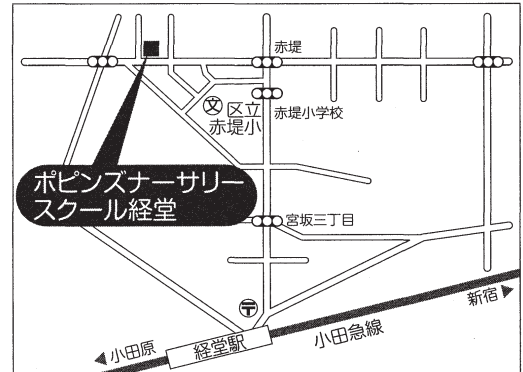 赤堤
文
区立
赤堤小
赤堤小学校
ポピンズナーサリー
スクール経堂
宮坂三丁目
〒
新宿▶
小田急線
◀小田原
経堂駅